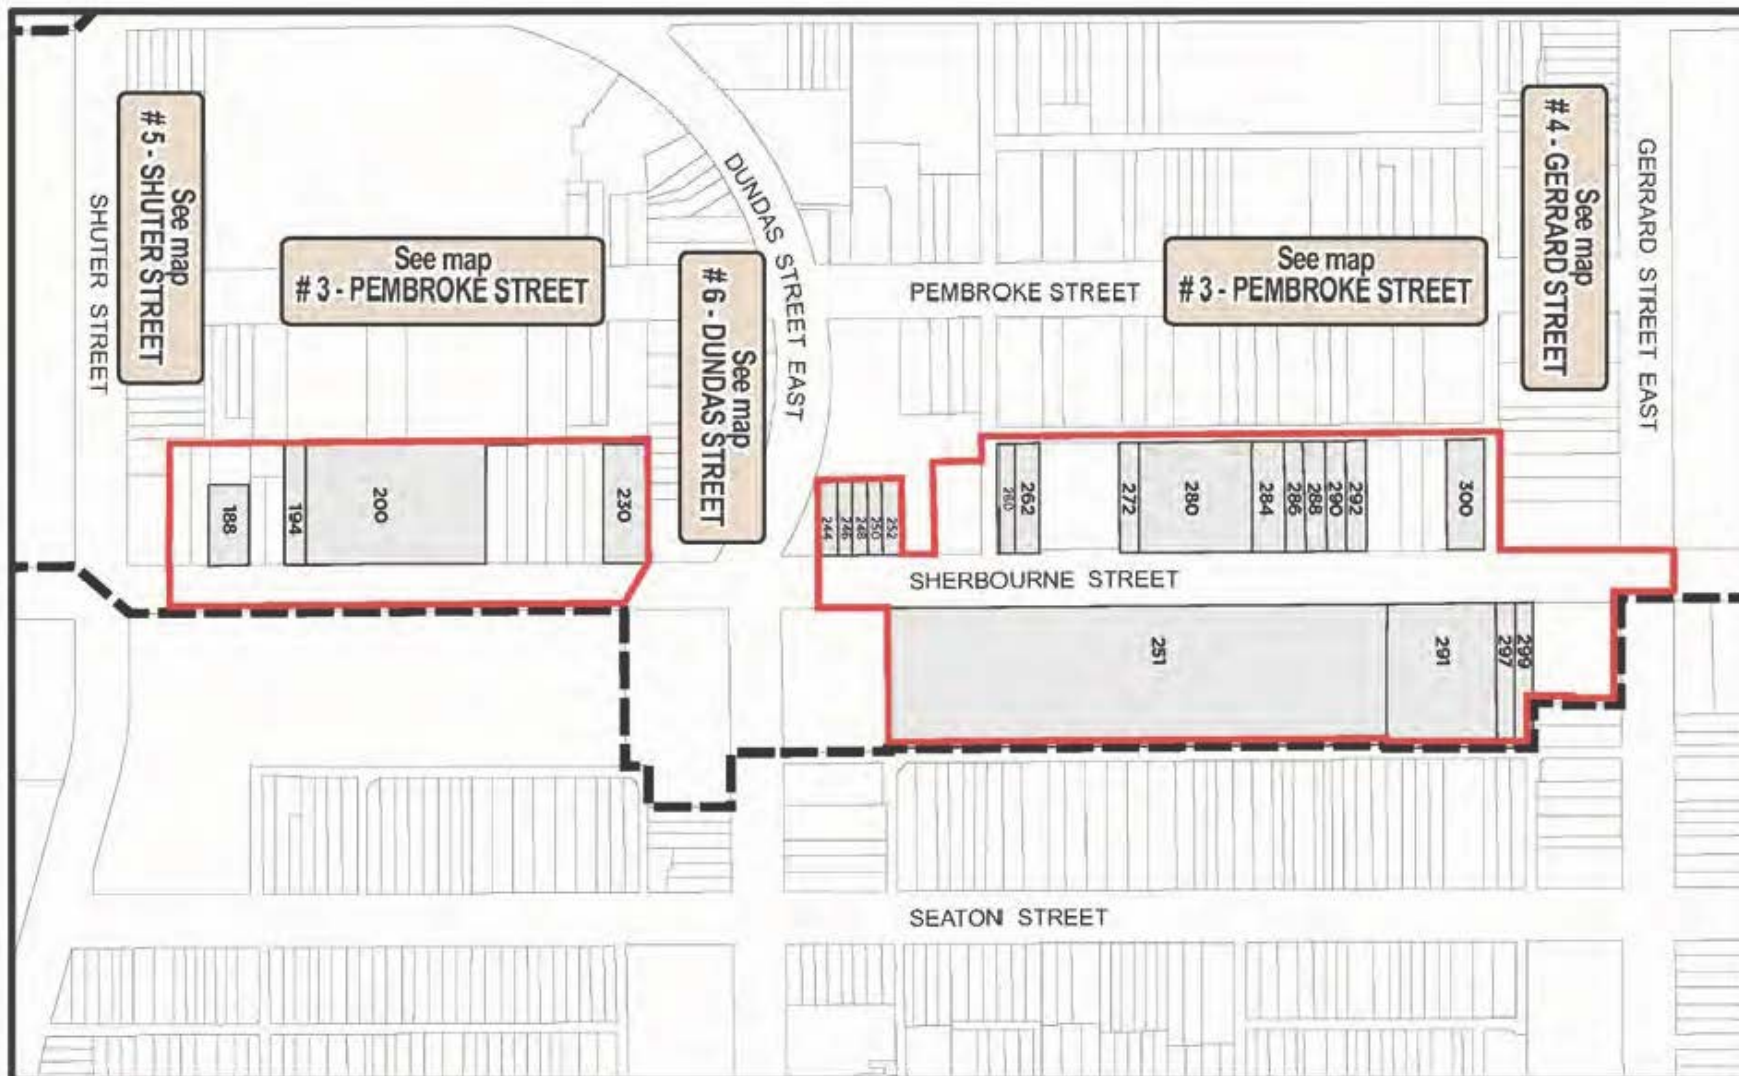 See map
# 5 - SHUTER STREET
SHUTER STREET
See map
# 3 - PEMBROKE STREET
See map
# 6 - DUNDAS STREET
DUNDAS STREET EAST
PEMBROKE STREET
See map
# 3 - PEMBROKE STREET
See map
# 4 - GERRARD STREET
GERRARD STREET EAST
188
194
200
230
244
246
248
250
252
260
262
272
280
284
286
288
290
292
300
SHERBOURNE STREET
251
291
297
299
SEATON STREET